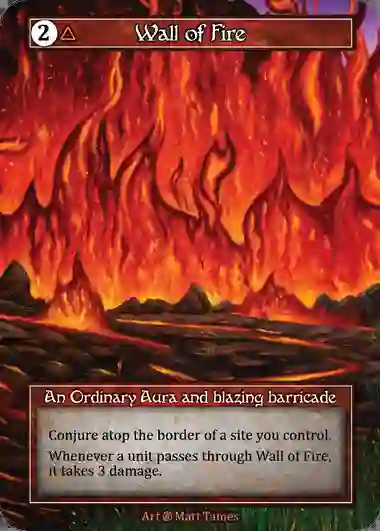 2
Wall of Fire
An Ordinary Aura and blazing barricade
Conjure atop the border of a site you control.
Whenever a unit passes through Wall of Fire,
it takes 3 damage.
Art @ Matt Tames